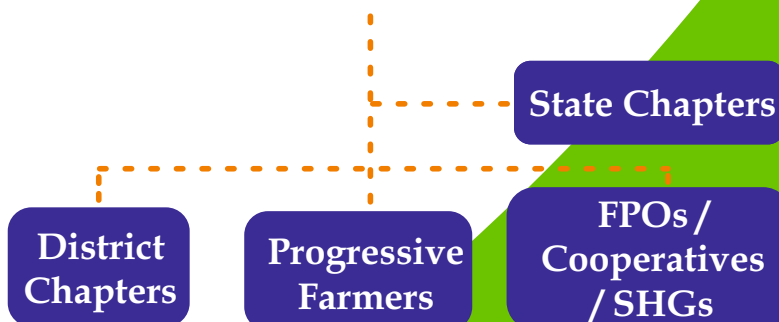 State Chapters
District
Chapters
Progressive
Farmers
FPOs /
Cooperatives
/ SHGs